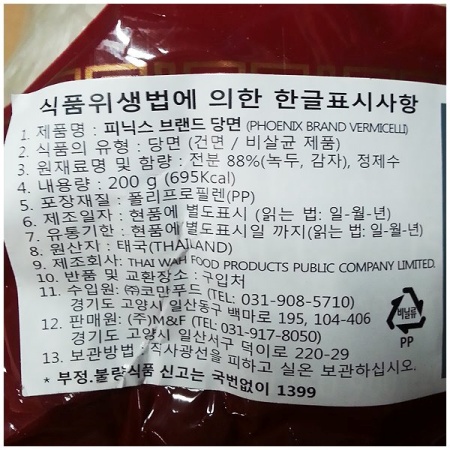 식품위생법에 의한 한글표시사항
1. 제품명 : 피닉스 브랜드 당면 (PHOENIX BRAND VERMICELLI)
2. 식품의 유형 : 당면 (건면 / 비살균 제품)
3. 원재료명 및 함량 : 전분 88%(녹두, 감자), 정제수
4. 내용량 : 200 g (695Kcal)
5. 포장재질 : 폴리프로필렌(PP)
6. 제조일자 : 현품에 별도표시 (읽는 법: 일-월-년)
7. 유통기한 : 현품에 별도표시일 까지(읽는 법: 일-월-년)
8. 원산지 : 태국(THAILAND)
9. 제조회사: THAI WAH FOOD PRODUCTS PUBLIC COMPANY LIMITED.
10. 반품 및 교환장소 : 구입처
11. 수입원: ㈜코만푸드 (TEL: 031-908-5710)
경기도 고양시 일산동구 백마로 195, 104-406
12. 판매원: (주)M&F (TEL: 031-917-8050)
경기도 고양시 일산서구 덕이로 220-29
13. 보관방법 : 직사광선을 피하고 실온 보관하십시오.
* 부정.불량식품 신고는 국번없이 1399
비닐류
PP